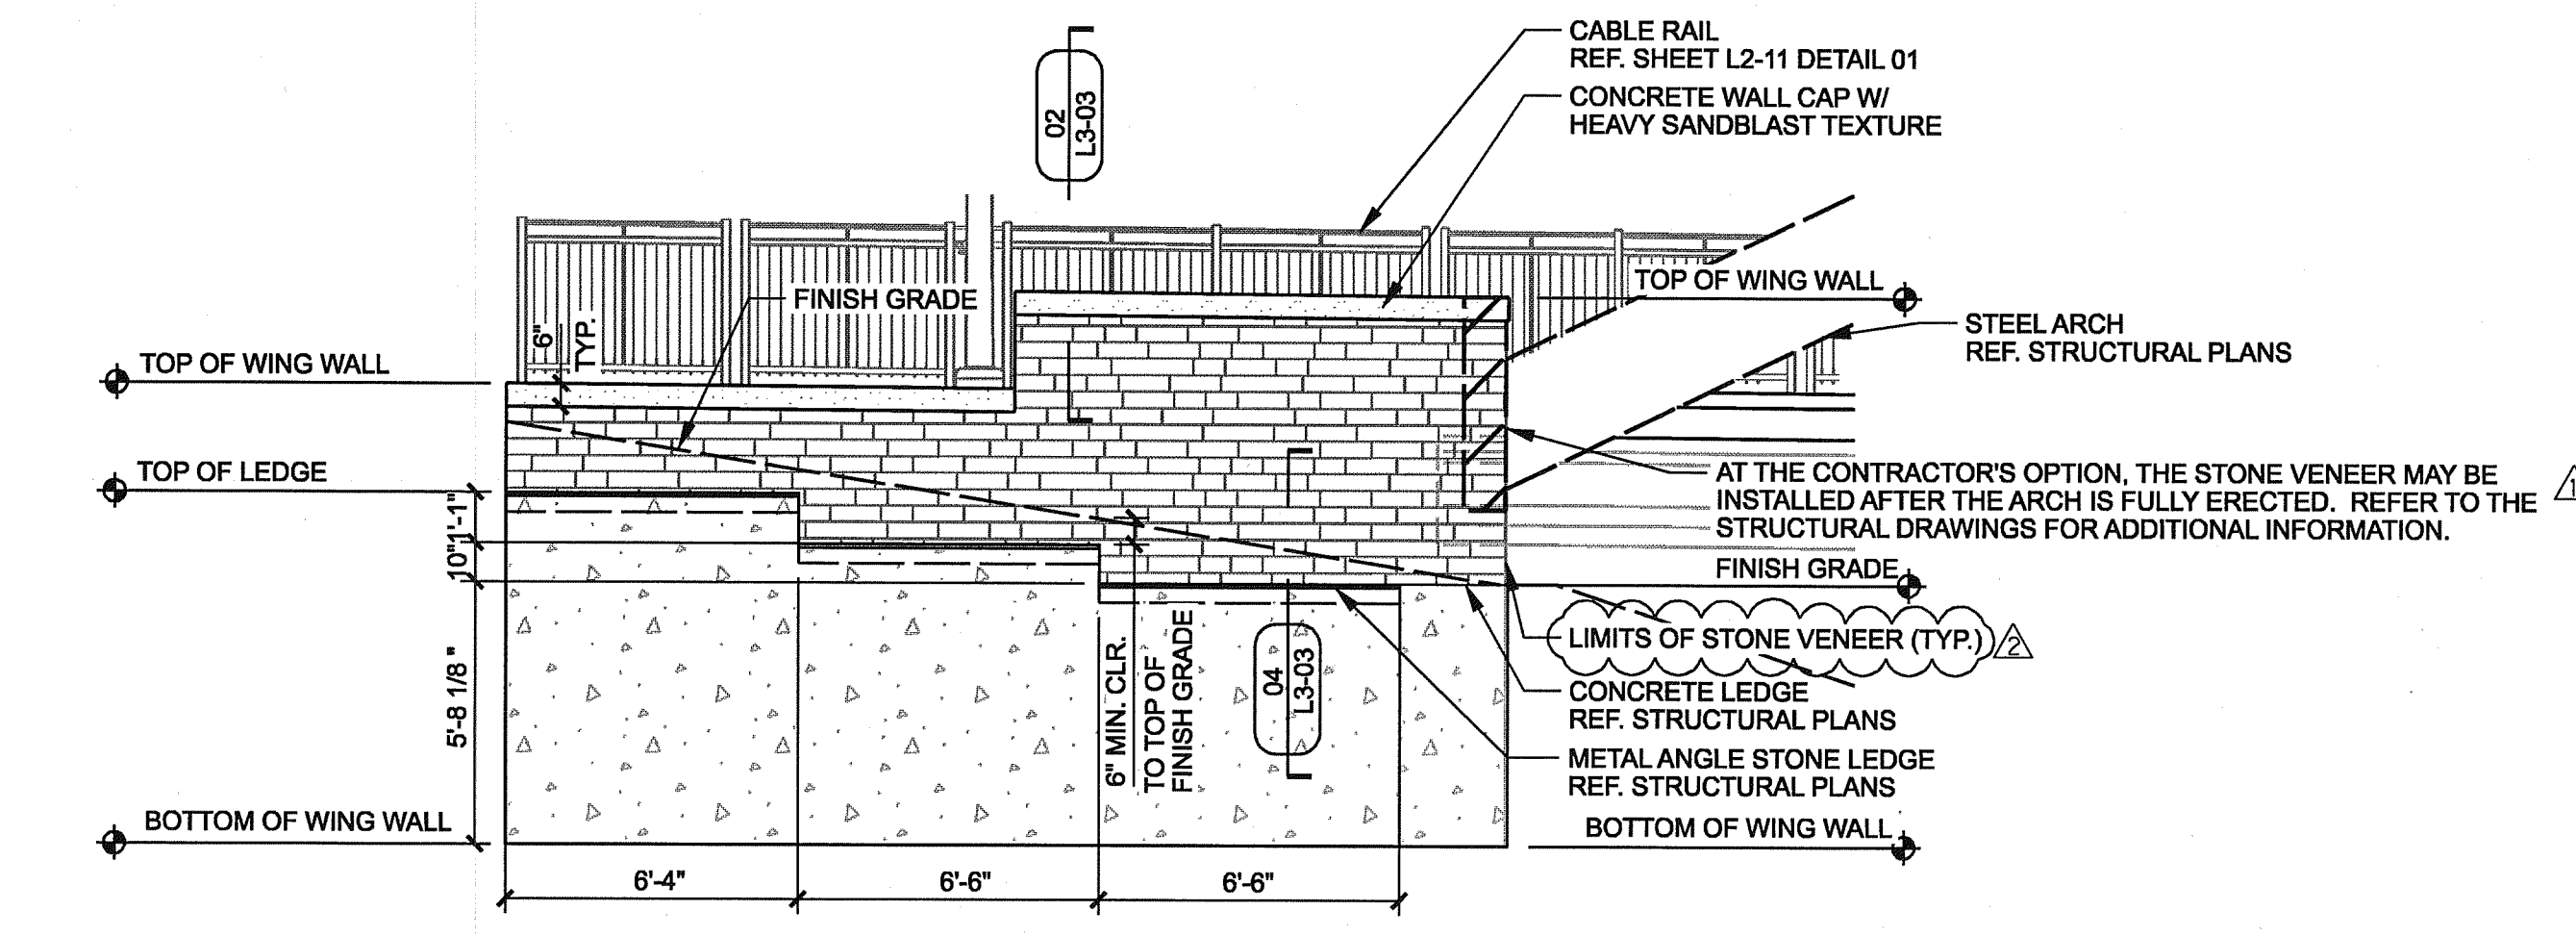 CABLE RAIL
REF. SHEET L2-11 DETAIL 01
CONCRETE WALL CAP W/
HEAVY SANDBLAST TEXTURE
02
L3-03
TOP OF WING WALL
FINISH GRADE
STEEL ARCH
REF. STRUCTURAL PLANS
6"
TYP.
TOP OF WING WALL
TOP OF LEDGE
AT THE CONTRACTOR'S OPTION, THE STONE VENEER MAY BE
INSTALLED AFTER THE ARCH IS FULLY ERECTED. REFER TO THE
STRUCTURAL DRAWINGS FOR ADDITIONAL INFORMATION.
1
1'-1"
10"
FINISH GRADE
LIMITS OF STONE VENEER (TYP.)
2
5'-8 1/8"
6" MIN. CLR.
TO TOP OF
FINISH GRADE
04
L3-03
CONCRETE LEDGE
REF. STRUCTURAL PLANS
METAL ANGLE STONE LEDGE
REF. STRUCTURAL PLANS
BOTTOM OF WING WALL
BOTTOM OF WING WALL
6'-4"
6'-6"
6'-6"